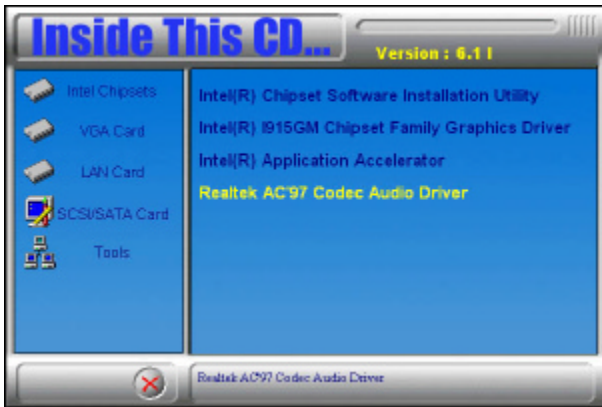 Inside This CD...
Version : 6.1 I
Intel Chipsets
VGA Card
LAN Card
SCSI/SATA Card
Tools
Intel(R) Chipset Software Installation Utility
Intel(R) I915GM Chipset Family Graphics Driver
Intel(R) Application Accelerator
Realtek AC'97 Codec Audio Driver
Realtek AC'97 Codec Audio Driver